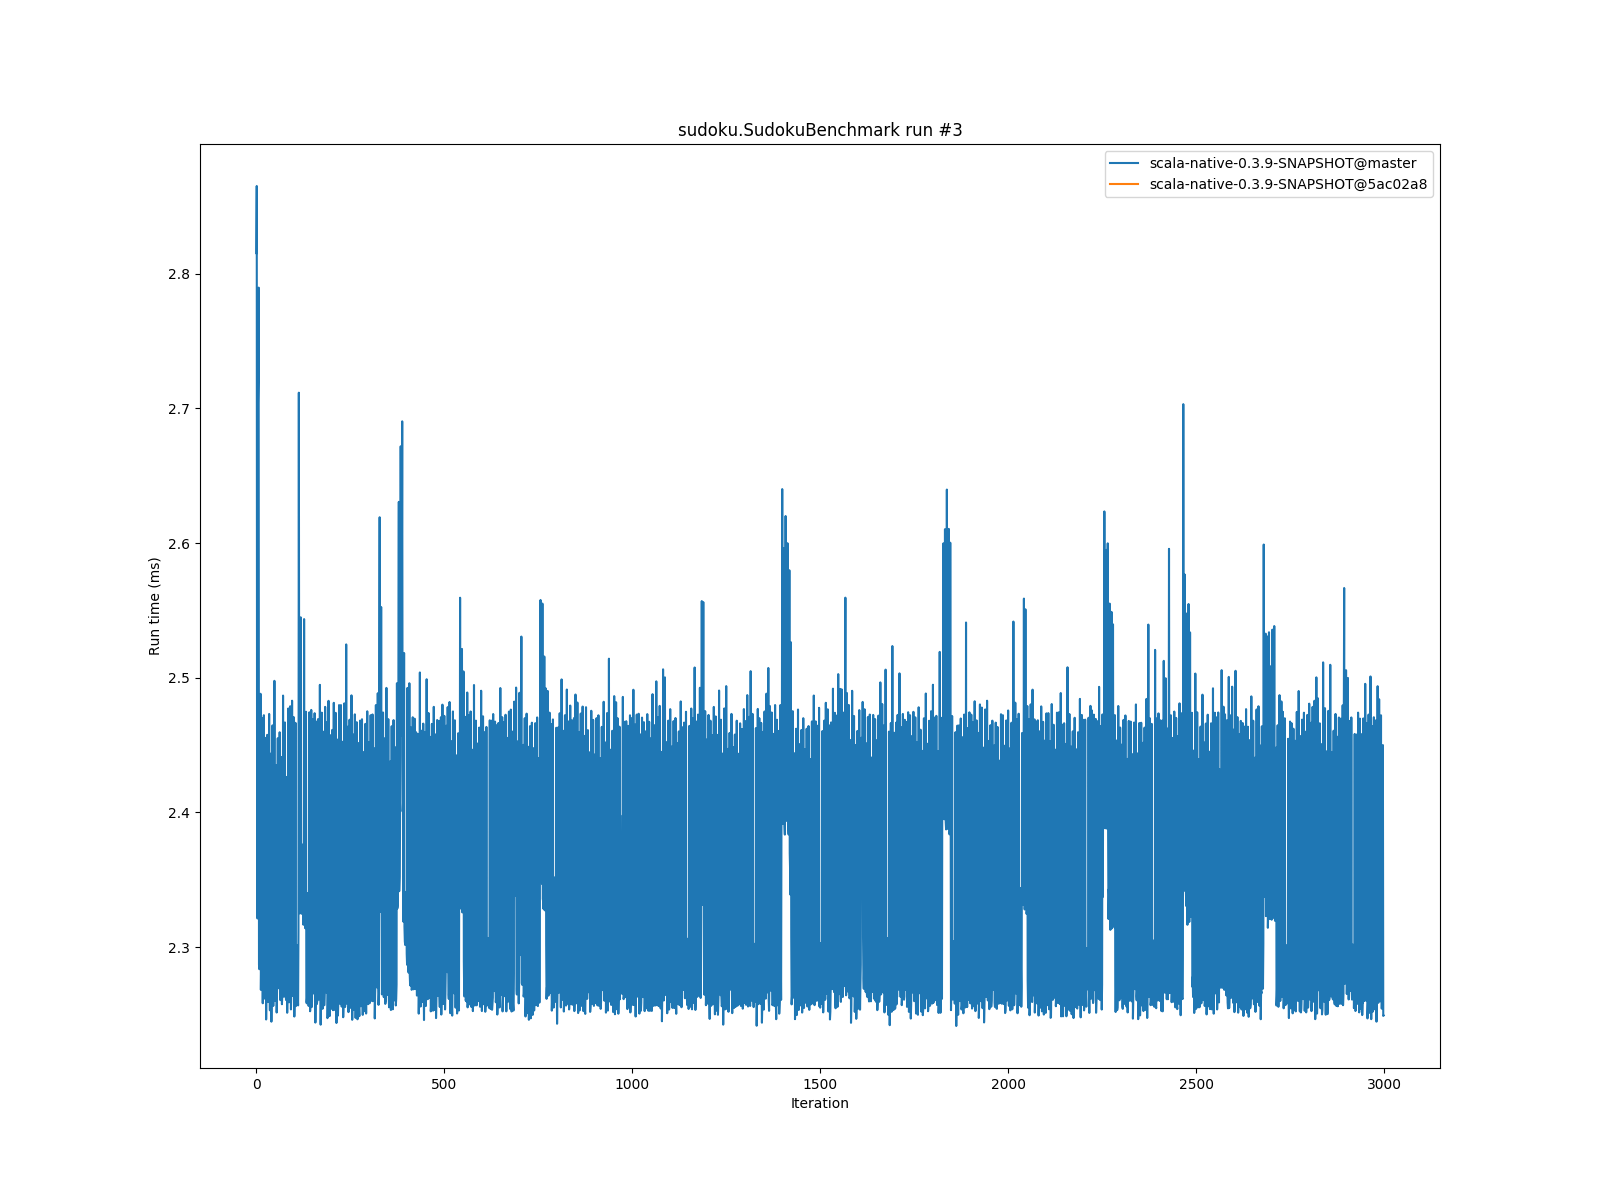 sudoku.SudokuBenchmark run #3
scala-native-0.3.9-SNAPSHOT@master
scala-native-0.3.9-SNAPSHOT@5ac02a8
2.8
2.7
2.6
2.5
2.4
2.3
Run time (ms)
0 500 1000 1500 2000 2500 3000
Iteration